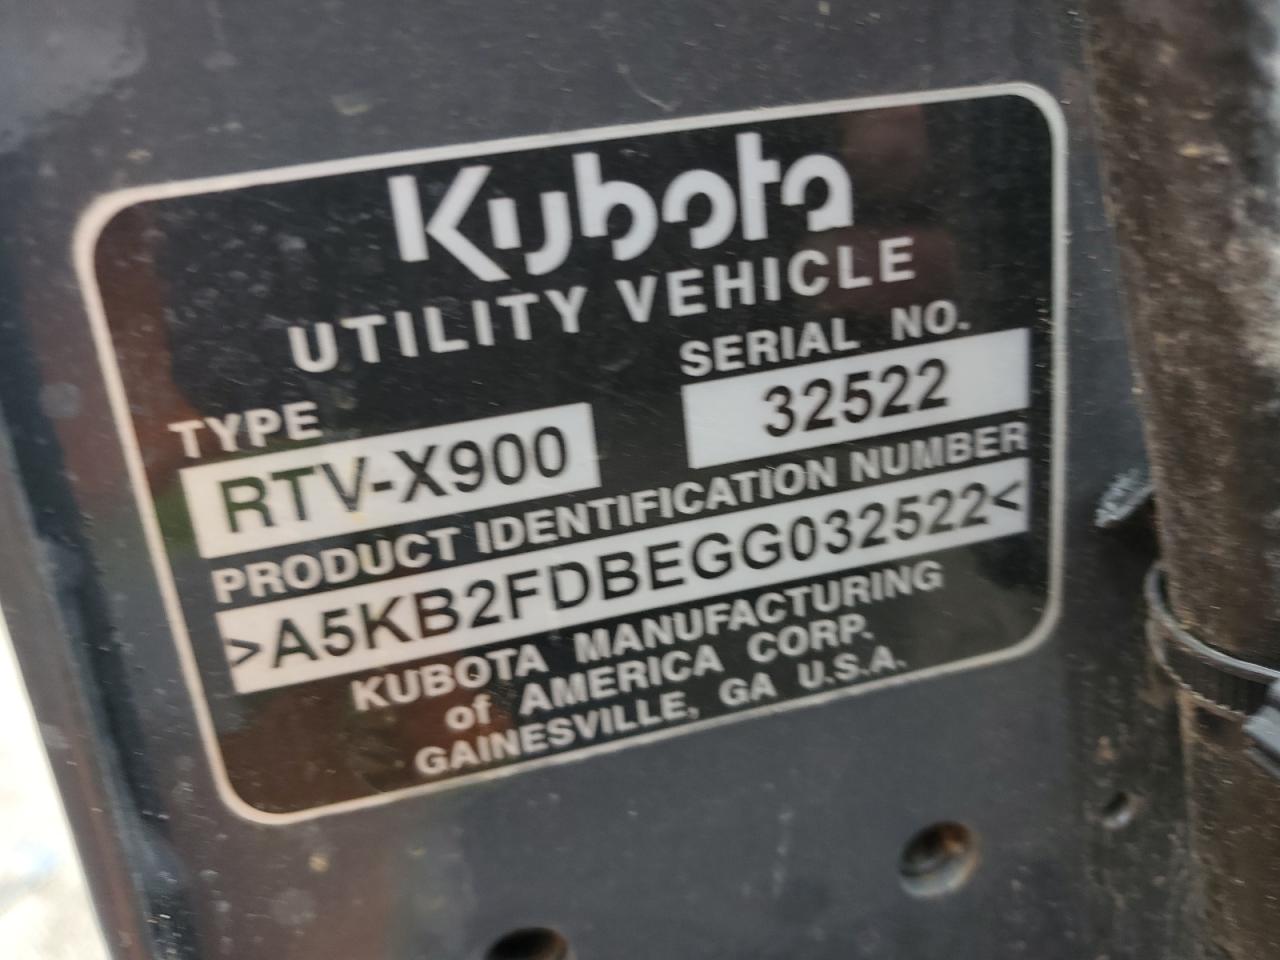 Kubota
UTILITY VEHICLE
TYPE
SERIAL NO.
RTV-X900
32522
PRODUCT IDENTIFICATION NUMBER
>A5KB2FDBEGG032522<
KUBOTA MANUFACTURING
of AMERICA CORP.
GAINESVILLE, GA U.S.A.